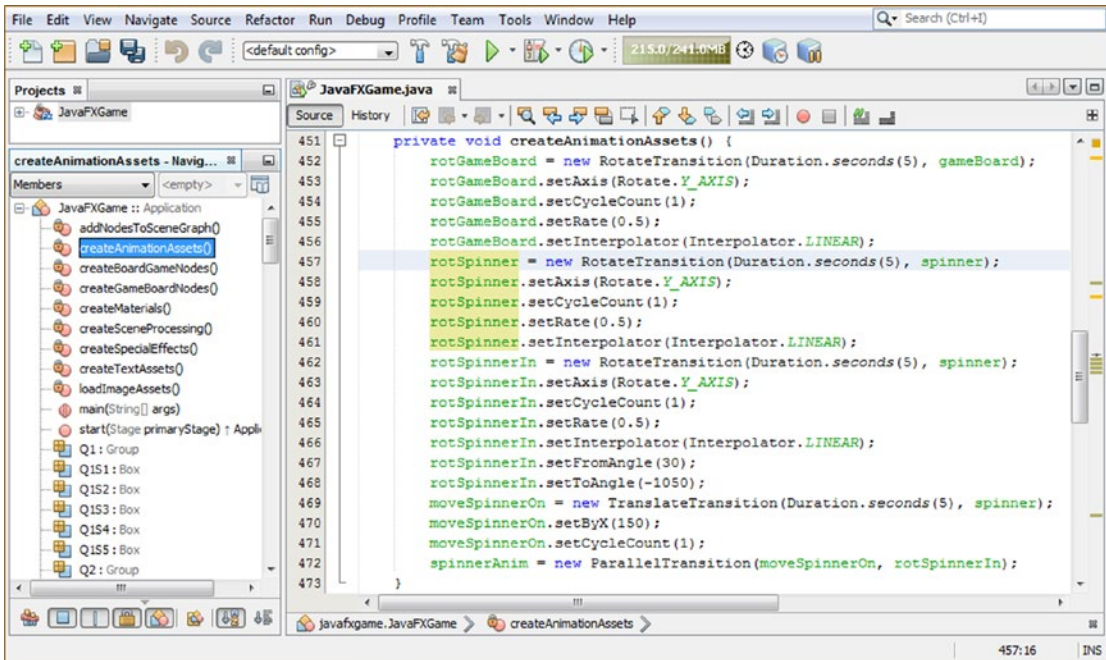 File Edit View Navigate Source Refactor Run Debug Profile Team Tools Window Help
Search (Ctrl+I)
<default config>
215.0/241.0MB
Projects
JavaFXGame
createAnimationAssets - Navig...
Members
<empty>
JavaFXGame :: Application
addNodesToSceneGraph()
createAnimationAssets()
createBoardGameNodes()
createGameBoardNodes()
createMaterials()
createSceneProcessing()
createSpecialEffects()
createTextAssets()
loadImageAssets()
main(String[] args)
start(Stage primaryStage) ↑ Appli
Q1 : Group
Q1S1 : Box
Q1S2 : Box
Q1S3 : Box
Q1S4 : Box
Q1S5 : Box
Q2 : Group
JavaFXGame.java
Source History
451 private void createAnimationAssets() {
452 rotGameBoard = new RotateTransition(Duration.seconds(5), gameBoard);
453 rotGameBoard.setAxis(Rotate.Y_AXIS);
454 rotGameBoard.setCycleCount(1);
455 rotGameBoard.setRate(0.5);
456 rotGameBoard.setInterpolator(Interpolator.LINEAR);
457 rotSpinner = new RotateTransition(Duration.seconds(5), spinner);
458 rotSpinner.setAxis(Rotate.Y_AXIS);
459 rotSpinner.setCycleCount(1);
460 rotSpinner.setRate(0.5);
461 rotSpinner.setInterpolator(Interpolator.LINEAR);
462 rotSpinnerIn = new RotateTransition(Duration.seconds(5), spinner);
463 rotSpinnerIn.setAxis(Rotate.Y_AXIS);
464 rotSpinnerIn.setCycleCount(1);
465 rotSpinnerIn.setRate(0.5);
466 rotSpinnerIn.setInterpolator(Interpolator.LINEAR);
467 rotSpinnerIn.setFromAngle(30);
468 rotSpinnerIn.setToAngle(-1050);
469 moveSpinnerOn = new TranslateTransition(Duration.seconds(5), spinner);
470 moveSpinnerOn.setByX(150);
471 moveSpinnerOn.setCycleCount(1);
472 spinnerAnim = new ParallelTransition(moveSpinnerOn, rotSpinnerIn);
473 }
javafxgame.JavaFXGame
createAnimationAssets
457:16 INS